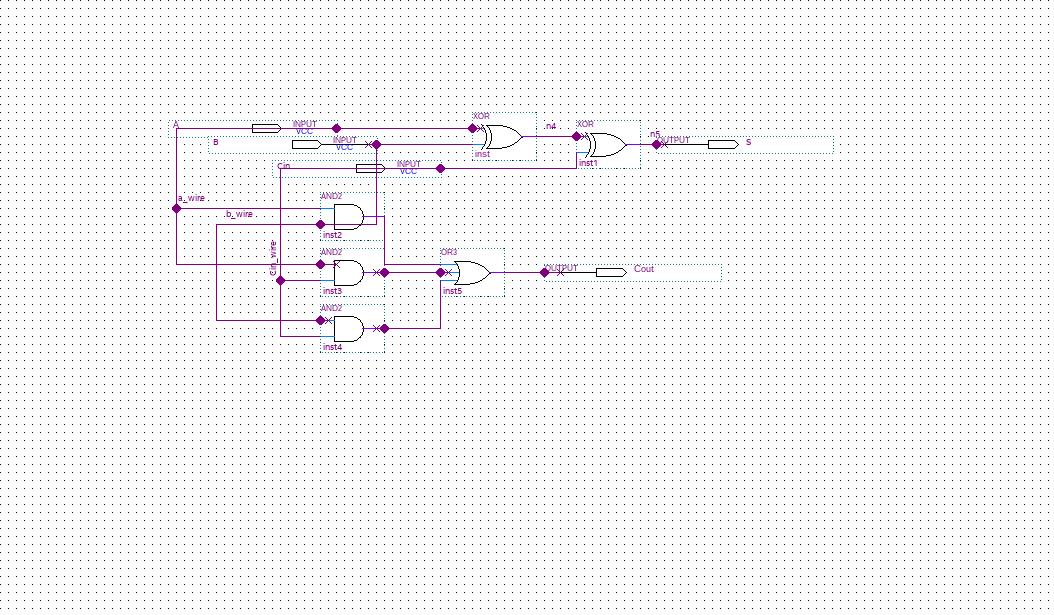 XOR
A
INPUT
VCC
n4
XOR
B
INPUT
VCC
inst
n5
OUTPUT
S
Cin
INPUT
VCC
inst1
a_wire
AND2
b_wire
inst2
Cin_wire
AND2
OR3
OUTPUT
Cout
inst3
inst5
AND2
inst4